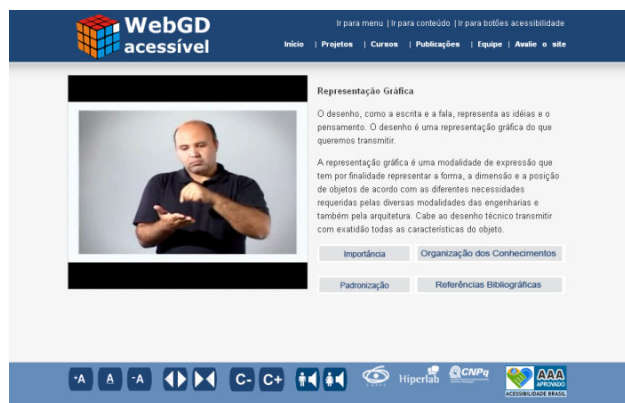 WebGD
acessível
Ir para menu | Ir para conteúdo | Ir para botões acessibilidade
Início | Projetos | Cursos | Publicações | Equipe | Avalie o site
Representação Gráfica
O desenho, como a escrita e a fala, representa as idéias e o
pensamento. O desenho é uma representação gráfica do que
queremos transmitir.
A representação gráfica é uma modalidade de expressão que
tem por finalidade representar a forma, a dimensão e a posição
de objetos de acordo com as diferentes necessidades
requeridas pelas diversas modalidades das engenharias e
também pela arquitetura. Cabe ao desenho técnico transmitir
com exatidão todas as características do objeto.
Importância
Organização dos Conhecimentos
Padronização
Referências Bibliográficas
+A A -A C- C+
Hiperlab
CNPq
AAA
APROVADO
ACESSIBILIDADE BRASIL